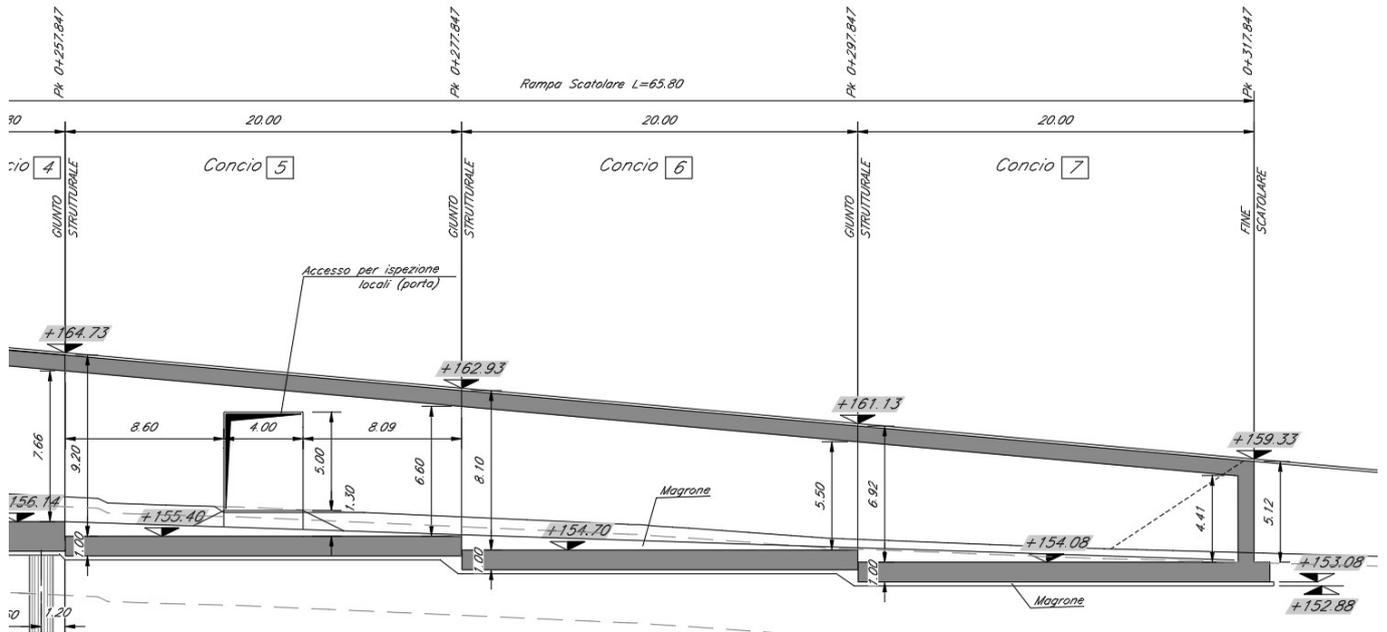 Pk 0+257.847
Pk 0+277.847
Pk 0+297.847
Pk 0+317.847
Rampa Scatolare L=65.80
20.00
20.00
20.00
4
Concio 5
Concio 6
Concio 7
GIUNTO
STRUTTURALE
GIUNTO
STRUTTURALE
GIUNTO
STRUTTURALE
FINE
SCATOLARE
Accesso per ispezione
locali (porta)
+164.73
+162.93
+161.13
+159.33
7.66
9.20
8.60
4.00
8.09
5.00
1.30
6.60
8.10
5.50
6.92
4.41
5.12
Magrone
156.14
+155.40
+154.70
+154.08
+153.08
+152.88
1.00
1.00
1.00
Magrone
1.20